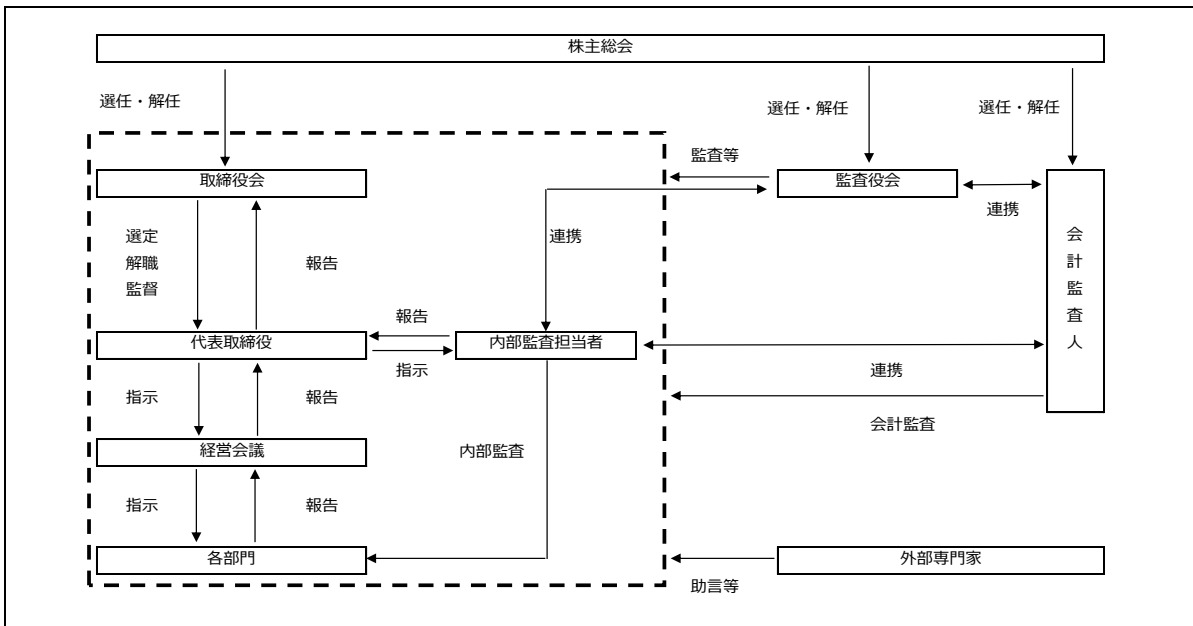 株主総会
選任・解任
選任・解任
選任・解任
監査等
取締役会
監査役会
連携
選定
解職
監督
報告
連携
会計監査人
報告
代表取締役
内部監査担当者
指示
連携
指示
報告
会計監査
経営会議
内部監査
指示
報告
各部門
外部専門家
助言等